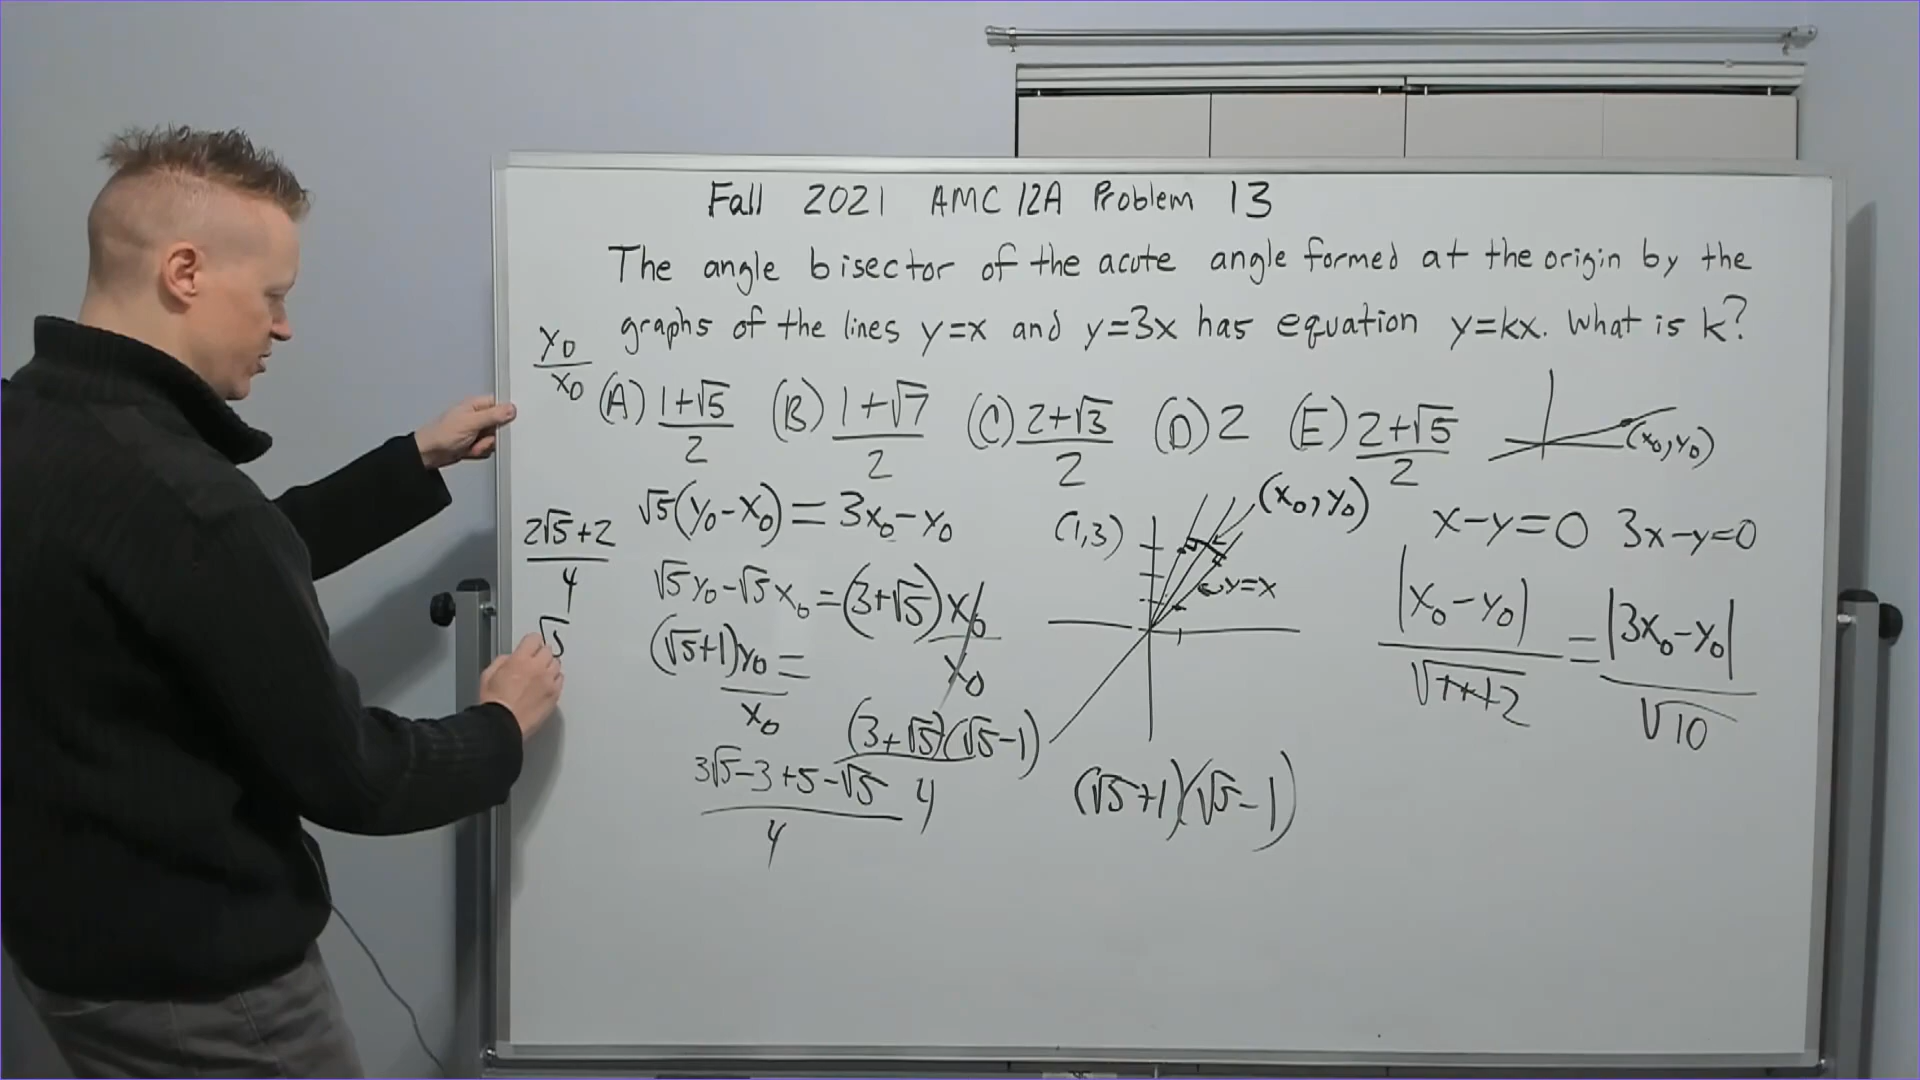 Fall 2021 AMC 12A Problem 13
The angle bisector of the acute angle formed at the origin by the
graphs of the lines y=x and y=3x has equation y=kx. What is k?
y₀/x₀
(A) (1+√5)/2 (B) (1+√7)/2 (C) (2+√3)/2 (D) 2 (E) (2+√5)/2
(x₀,y₀)
√5(y₀-x₀)=3x₀-y₀
√5y₀-√5x₀=(3+√5)x₀/x₀
(√5+1)y₀/x₀=
(3+√5)(√5-1)/4
(3√5-3+5-√5)/4
(2√5+2)/4
√5
(1,3)
(x₀,y₀)
y=x
(√5+1)(√5-1)
x-y=0 3x-y=0
|x₀-y₀|/√1+12=|3x₀-y₀|/√10